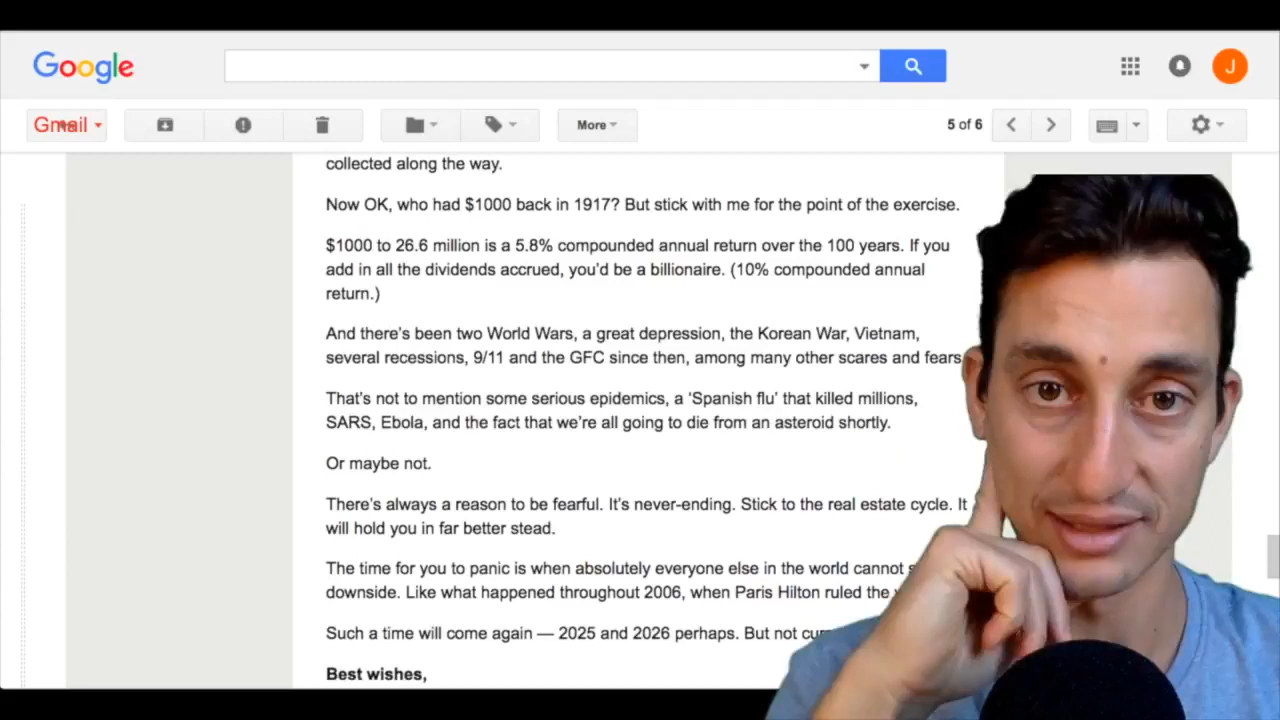 Google
J
Gmail
More
5 of 6
collected along the way.
Now OK, who had $1000 back in 1917? But stick with me for the point of the exercise.
$1000 to 26.6 million is a 5.8% compounded annual return over the 100 years. If you
add in all the dividends accrued, you'd be a billionaire. (10% compounded annual
return.)
And there's been two World Wars, a great depression, the Korean War, Vietnam,
several recessions, 9/11 and the GFC since then, among many other scares and fears
That's not to mention some serious epidemics, a 'Spanish flu' that killed millions,
SARS, Ebola, and the fact that we're all going to die from an asteroid shortly.
Or maybe not.
There's always a reason to be fearful. It's never-ending. Stick to the real estate cycle. It
will hold you in far better stead.
The time for you to panic is when absolutely everyone else in the world cannot
downside. Like what happened throughout 2006, when Paris Hilton ruled the
Such a time will come again — 2025 and 2026 perhaps. But not
Best wishes,